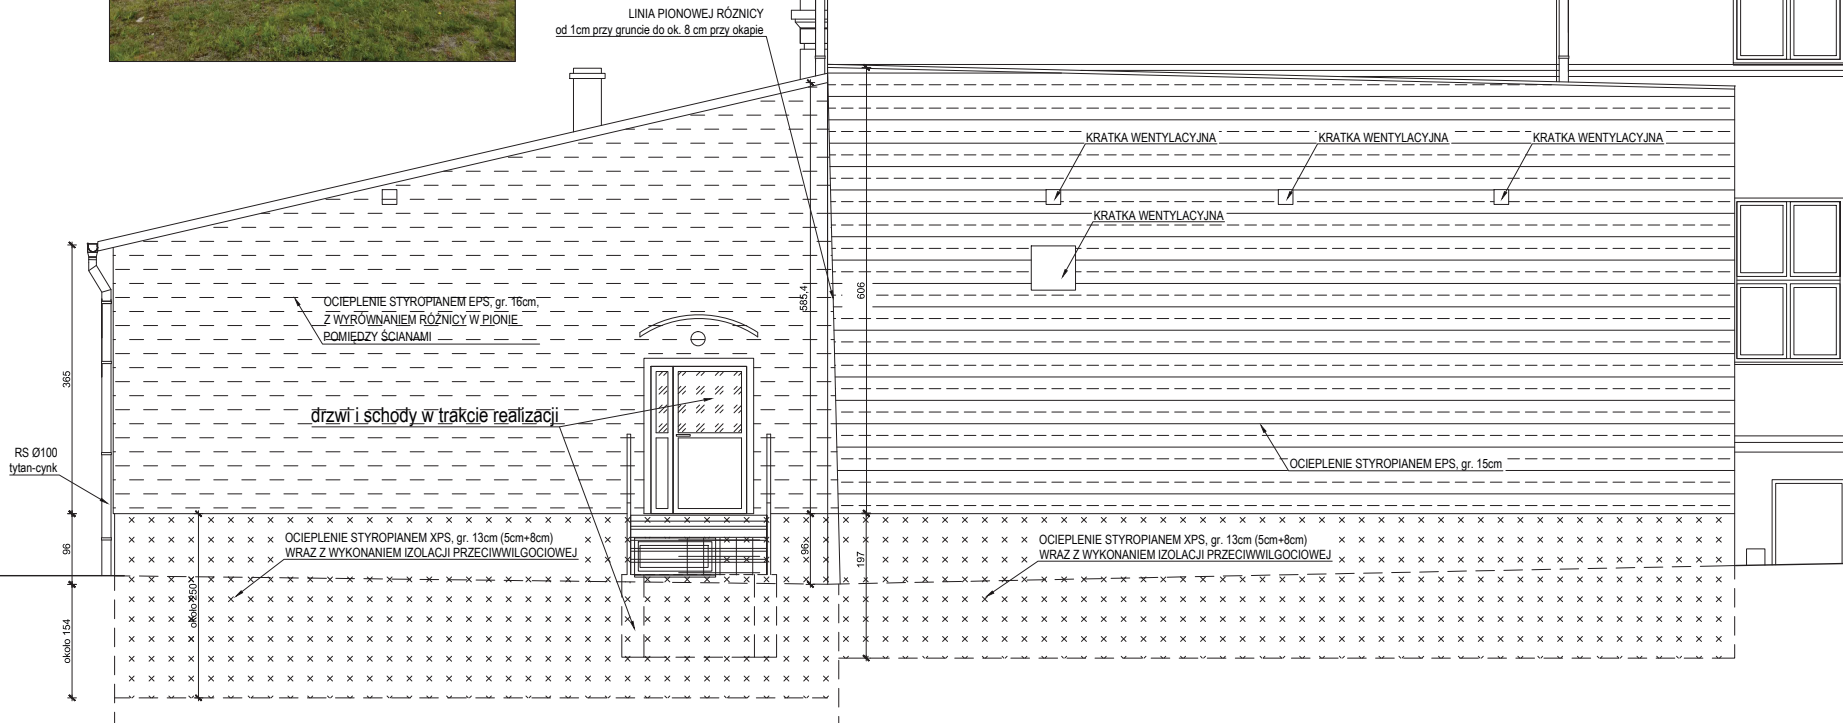 LINIA PIONOWEJ RÓZNICY
od 1cm przy gruncie do ok. 8 cm przy okapie
KRATKA WENTYLACYJNA
KRATKA WENTYLACYJNA
KRATKA WENTYLACYJNA
KRATKA WENTYLACYJNA
OCIEPLENIE STYROPIANEM EPS, gr. 16cm,
Z WYRÓWNANIEM RÓŻNICY W PIONIE
POMIĘDZY ŚCIANAMI
585,4
606
365
drzwi i schody w trakcie realizacji
RS Ø100
tytan-cynk
OCIEPLENIE STYROPIANEM EPS, gr. 15cm
96
OCIEPLENIE STYROPIANEM XPS, gr. 13cm (5cm+8cm)
WRAZ Z WYKONANIEM IZOLACJI PRZECIWWILGOCIOWEJ
96
197
OCIEPLENIE STYROPIANEM XPS, gr. 13cm (5cm+8cm)
WRAZ Z WYKONANIEM IZOLACJI PRZECIWWILGOCIOWEJ
około 154
około 250